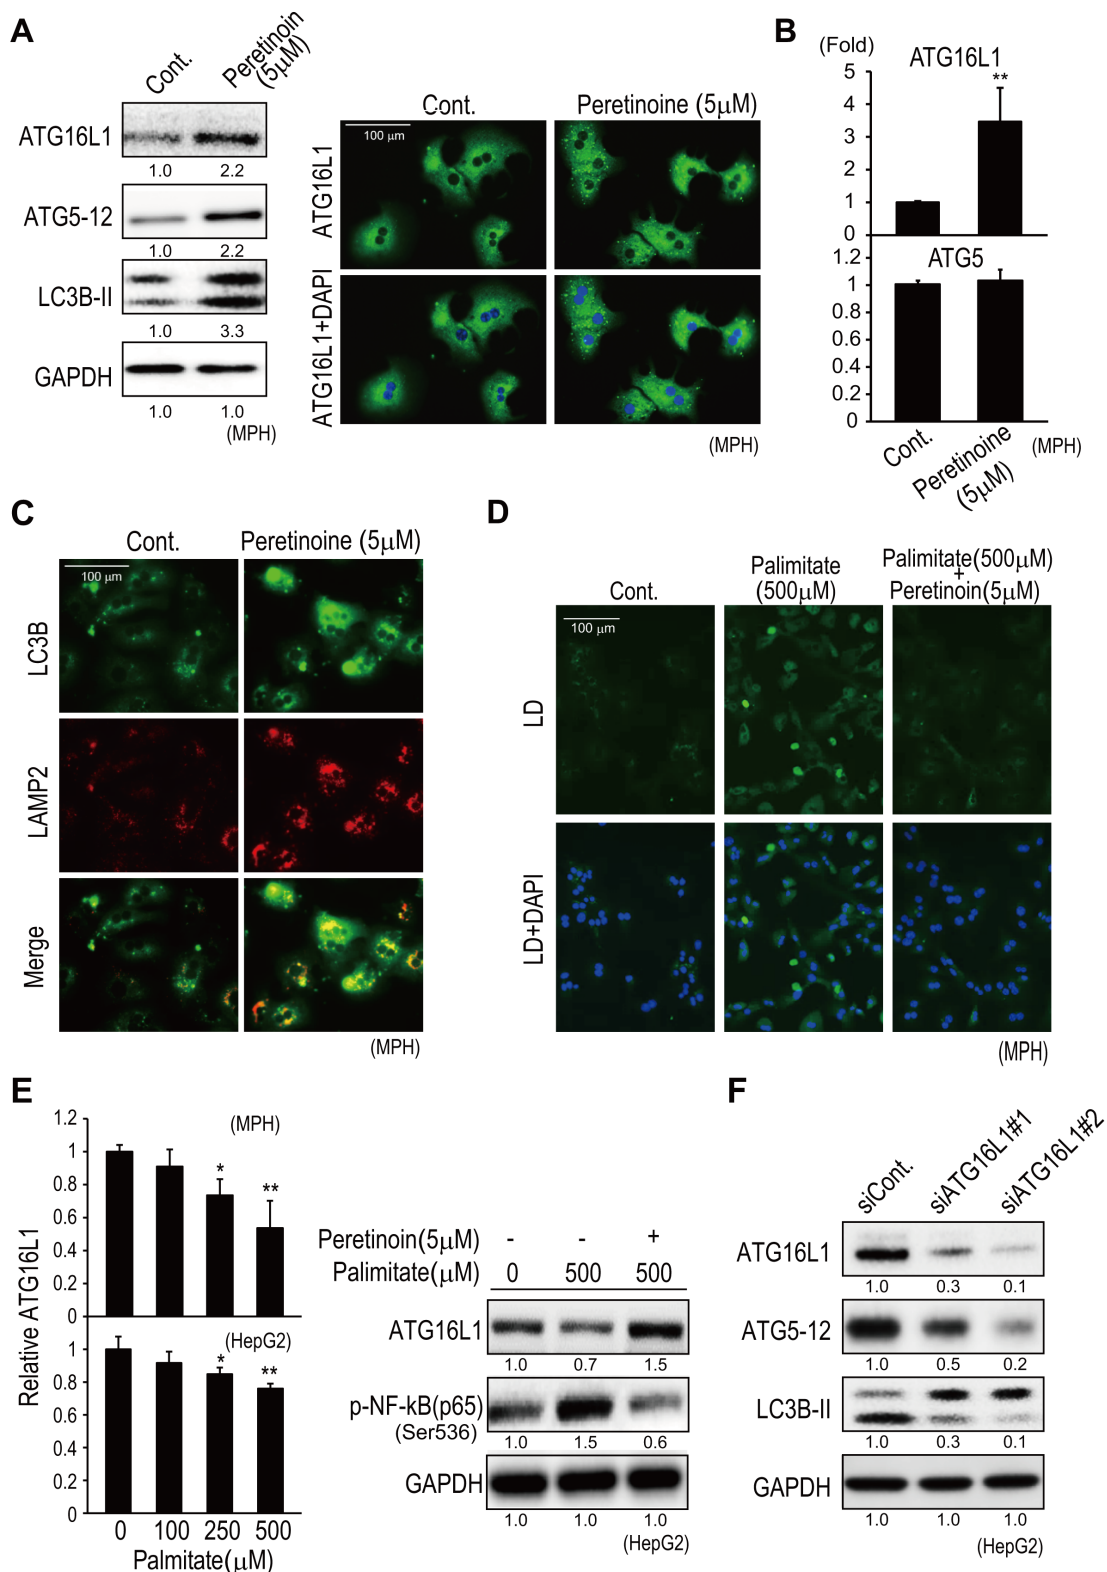 A
Cont.
Peretinoin
(5μM)
ATG16L1
1.0 2.2
ATG5-12
1.0 2.2
LC3B-II
1.0 3.3
GAPDH
1.0 1.0
(MPH)
Cont. Peretinoine (5μM)
100 μm
ATG16L1
ATG16L1+DAPI
(MPH)
B
(Fold)
ATG16L1
5
4
3
2
1
0
**
ATG5
1.2
1
0.8
0.6
0.4
0.2
0
Cont.
Peretinoine
(5μM)
(MPH)
C
Cont. Peretinoine (5μM)
100 μm
LC3B
LAMP2
Merge
(MPH)
D
Cont.
Palimitate
(500μM)
Palimitate(500μM)
+
Peretinoin(5μM)
100 μm
LD
LD+DAPI
(MPH)
E
Relative ATG16L1
(MPH)
1.2
1
0.8
0.6
0.4
0.2
0
*
**
(HepG2)
1
0.8
0.6
0.4
0.2
0
*
**
0 100 250 500
Palmitate(μM)
Peretinoin(5μM) - - +
Palimitate(μM) 0 500 500
ATG16L1
1.0 0.7 1.5
p-NF-kB(p65)
(Ser536)
1.0 1.5 0.6
GAPDH
1.0 1.0 1.0
(HepG2)
F
siCont.
siATG16L1#1
siATG16L1#2
ATG16L1
1.0 0.3 0.1
ATG5-12
1.0 0.5 0.2
LC3B-II
1.0 0.3 0.1
GAPDH
1.0 1.0 1.0
(HepG2)